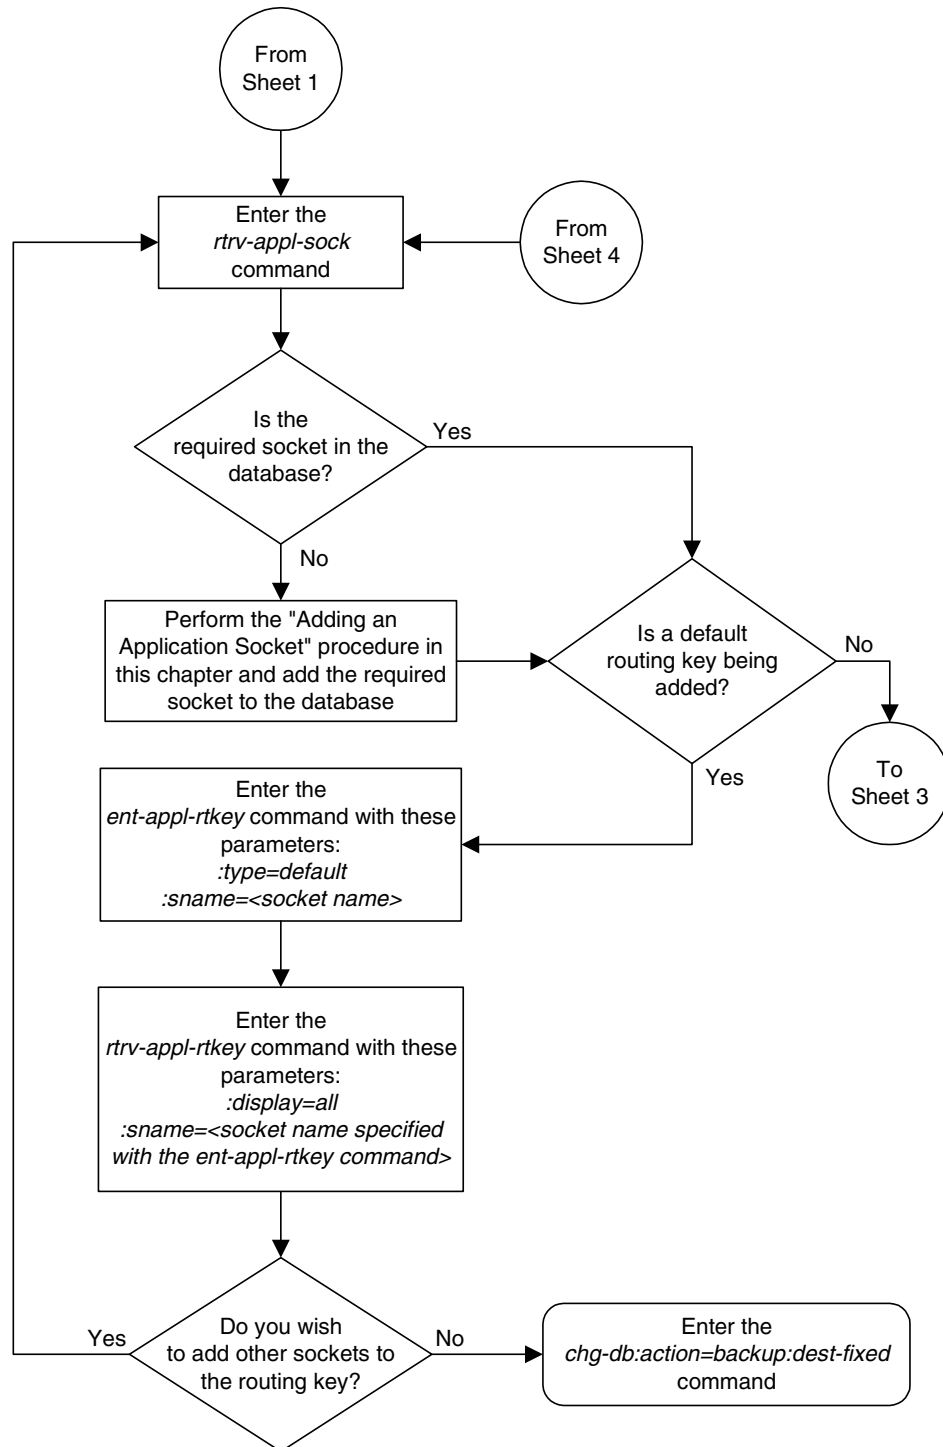 From
Sheet 1
Enter the
rtrv-appl-sock
command
From
Sheet 4
Is the
required socket in the
database?
Yes
No
Perform the "Adding an
Application Socket" procedure in
this chapter and add the required
socket to the database
Is a default
routing key being
added?
No
Yes
To
Sheet 3
Enter the
ent-appl-rtkey command with these
parameters:
:type=default
:sname=<socket name>
Enter the
rtrv-appl-rtkey command with these
parameters:
:display=all
:sname=<socket name specified
with the ent-appl-rtkey command>
Do you wish
to add other sockets to
the routing key?
Yes
No
Enter the
chg-db:action=backup:dest-fixed
command